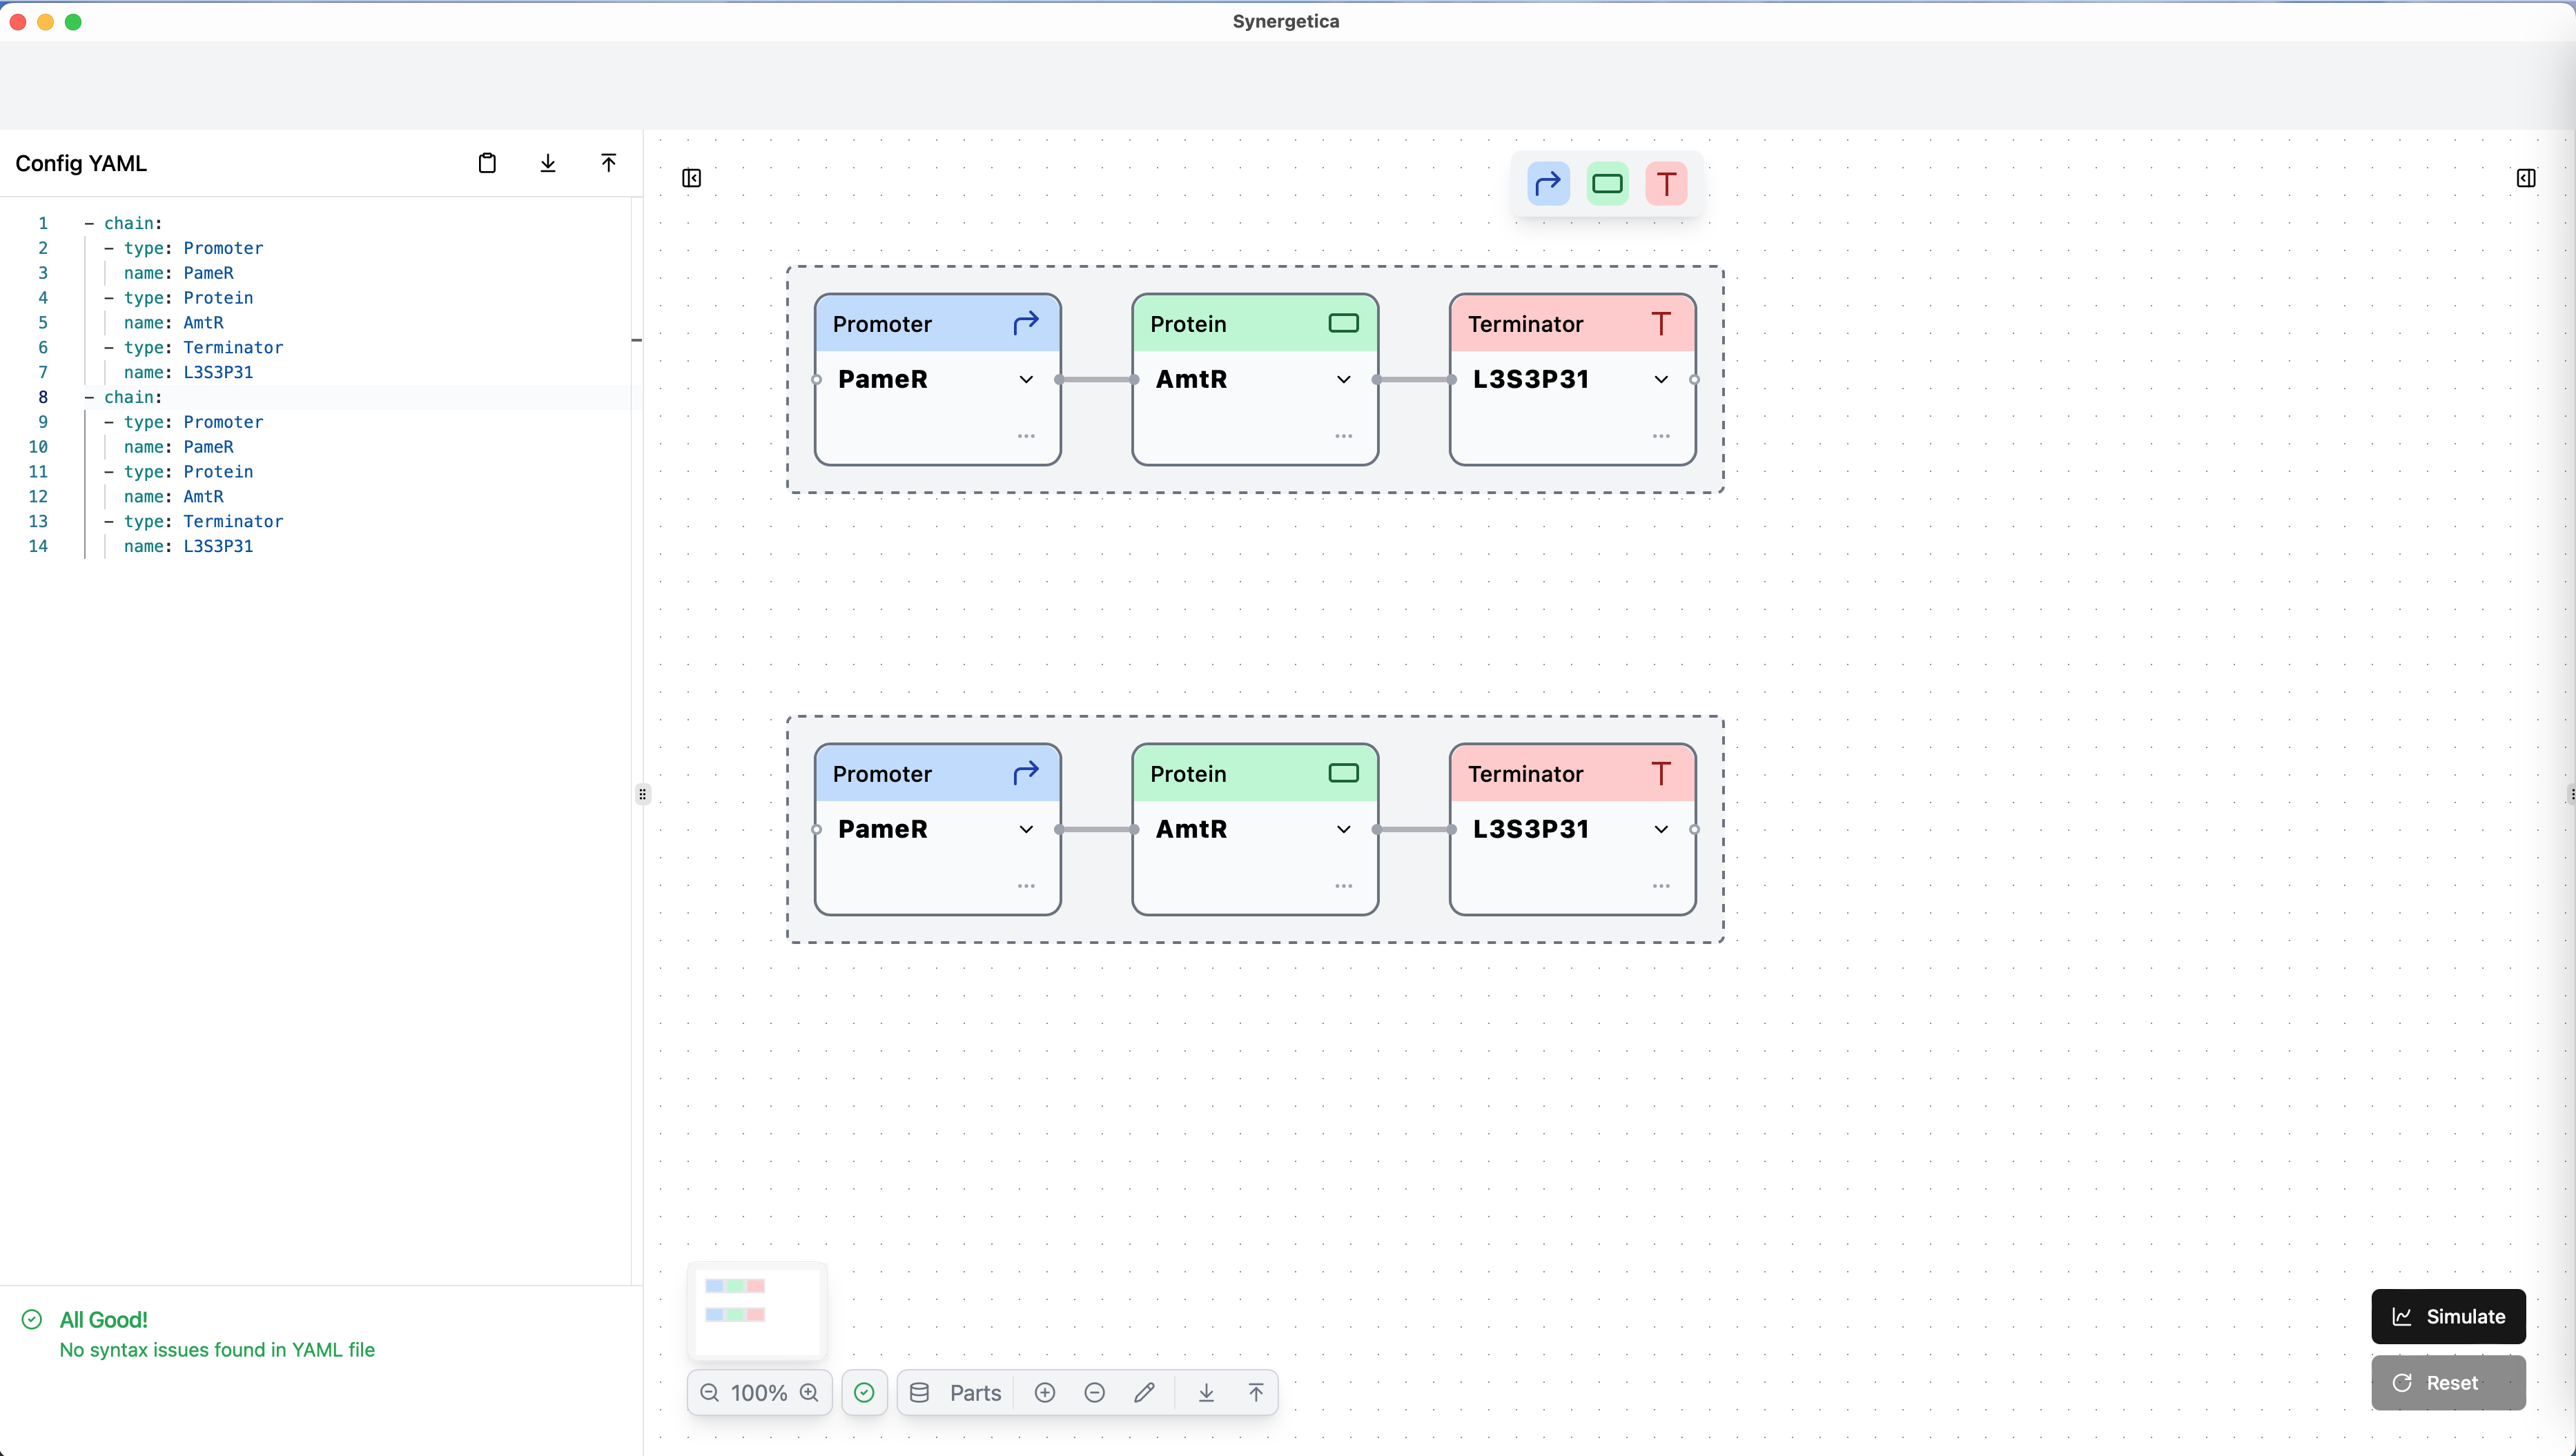 Synergetica
Config YAML
1 - chain:
2 - type: Promoter
3 name: PameR
4 - type: Protein
5 name: AmtR
6 - type: Terminator
7 name: L3S3P31
8 - chain:
9 - type: Promoter
10 name: PameR
11 - type: Protein
12 name: AmtR
13 - type: Terminator
14 name: L3S3P31
All Good!
No syntax issues found in YAML file
Promoter Protein Terminator
PameR AmtR L3S3P31
Promoter Protein Terminator
PameR AmtR L3S3P31
100% Parts
Simulate
Reset